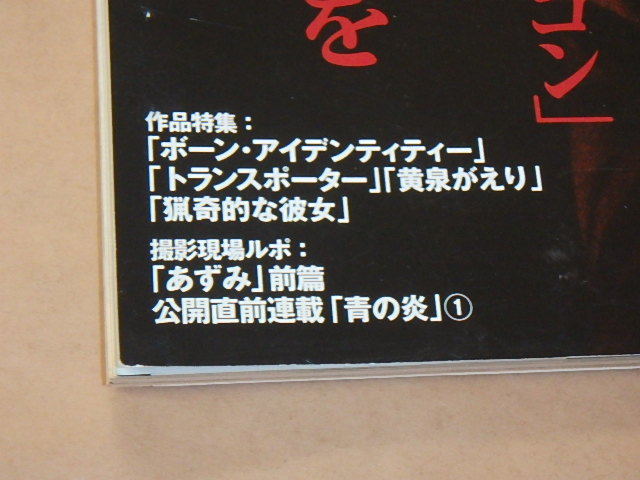 コン」
を
作品特集：
「ボーン・アイデンティティー」
「トランスポーター」「黄泉がえり」
「猟奇的な彼女」
撮影現場ルポ：
「あずみ」前篇
公開直前連載「青の炎」①